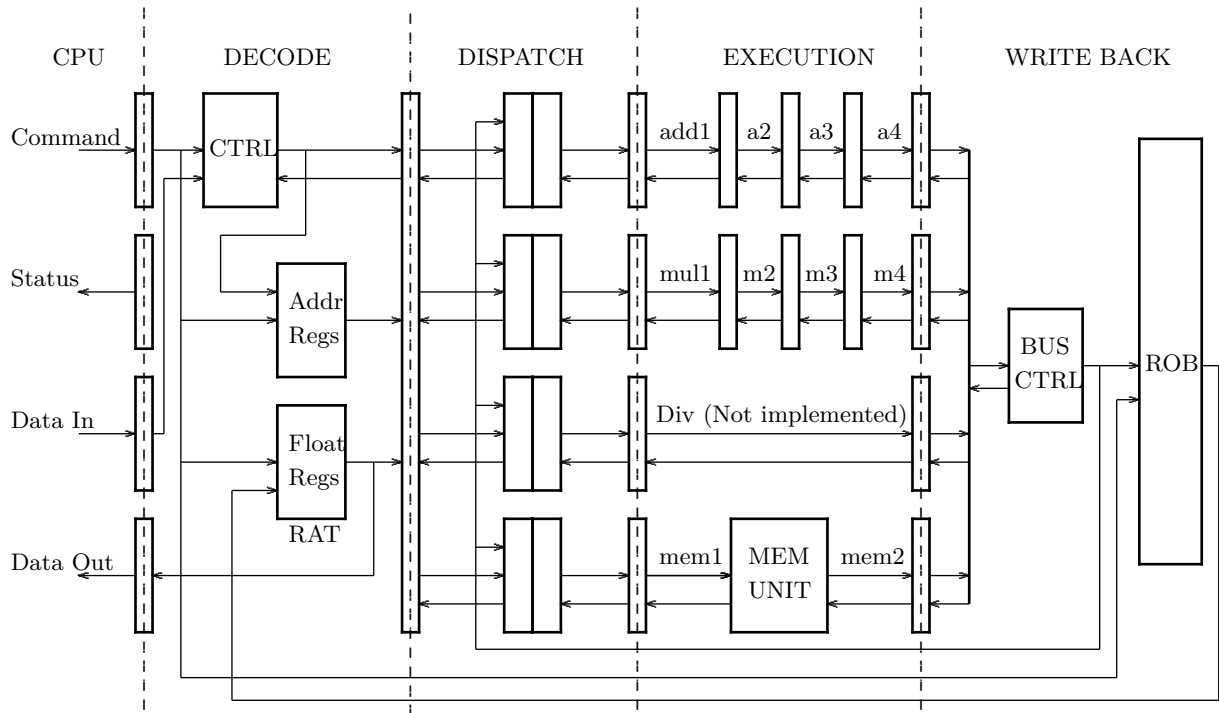 CPU DECODE DISPATCH EXECUTION WRITE BACK
Command CTRL add1 a2 a3 a4
Status Addr Regs mul1 m2 m3 m4
BUS CTRL ROB
Data In Float Regs Div (Not implemented)
RAT
Data Out mem1 MEM UNIT mem2